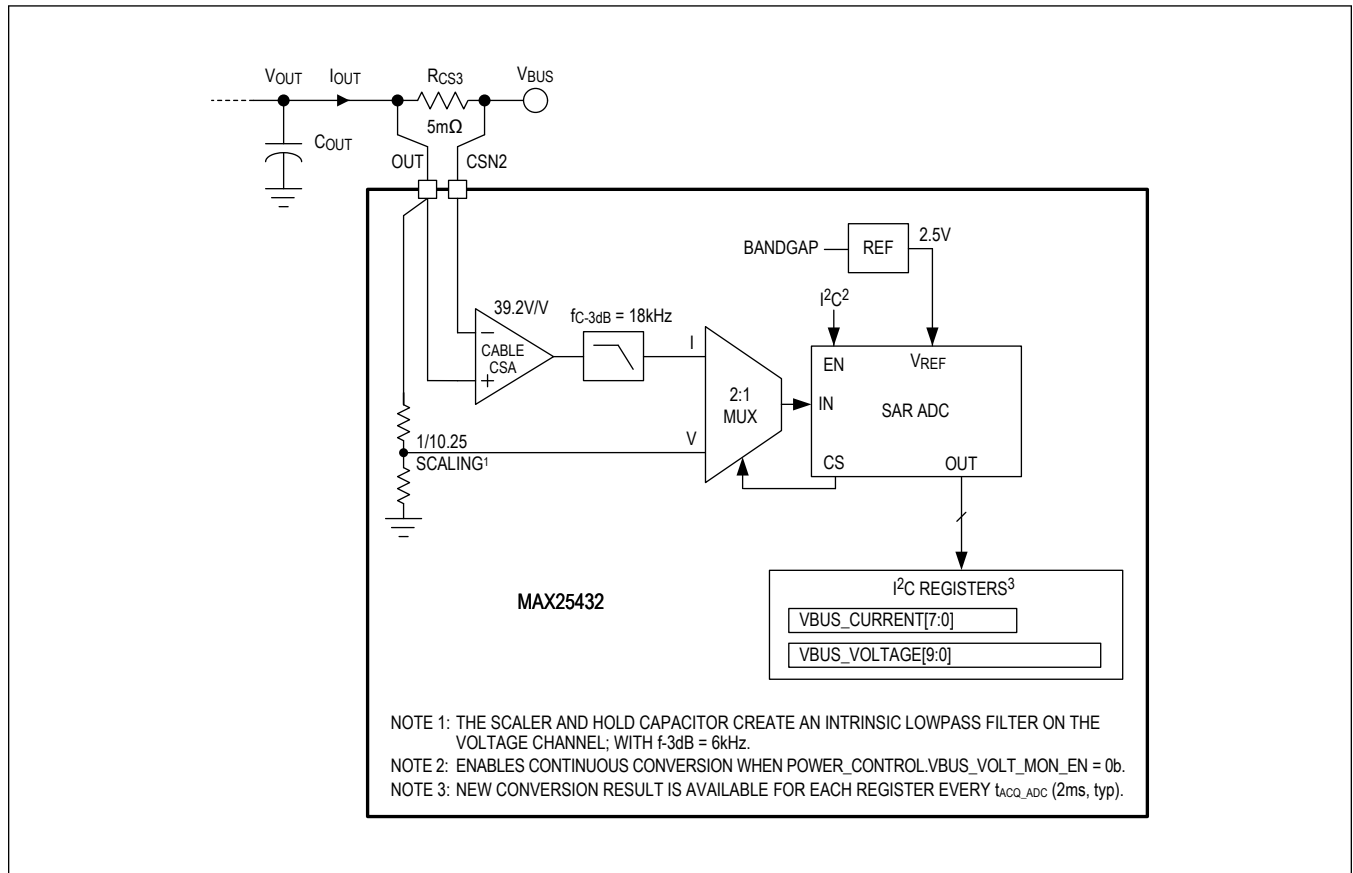 VOUT IOUT RCS3 VBUS
5mΩ
COUT
OUT CSN2
BANDGAP REF 2.5V
I²C²
39.2V/V
fC-3dB = 18kHz
−
CABLE
CSA
+
I
V
2:1
MUX
EN VREF
IN
SAR ADC
CS OUT
1/10.25
SCALING¹
I²C REGISTERS³
VBUS_CURRENT[7:0]
VBUS_VOLTAGE[9:0]
MAX25432
NOTE 1: THE SCALER AND HOLD CAPACITOR CREATE AN INTRINSIC LOWPASS FILTER ON THE
VOLTAGE CHANNEL; WITH f-3dB = 6kHz.
NOTE 2: ENABLES CONTINUOUS CONVERSION WHEN POWER_CONTROL.VBUS_VOLT_MON_EN = 0b.
NOTE 3: NEW CONVERSION RESULT IS AVAILABLE FOR EACH REGISTER EVERY tACQ_ADC (2ms, typ).